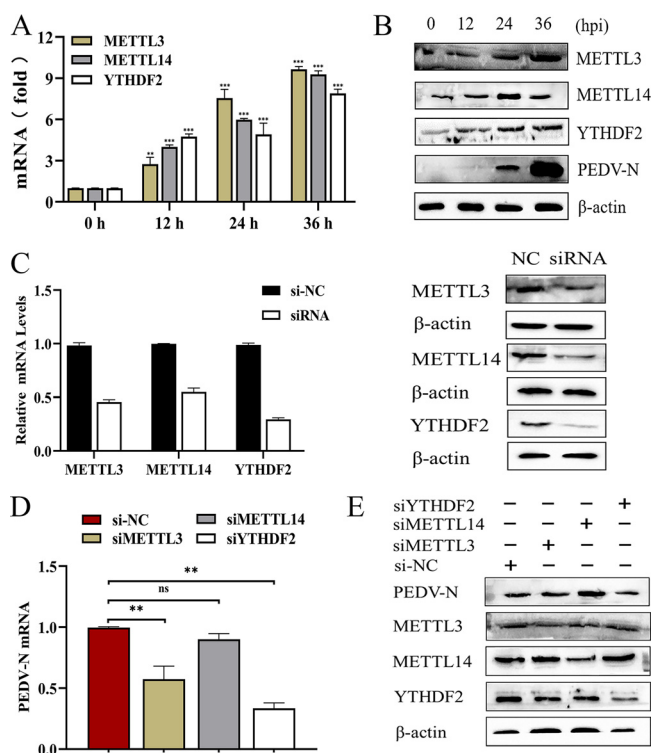 A
METTL3
METTL14
YTHDF2
mRNA ( fold )
12
9
6
3
0
** *** ***
*** *** ***
*** *** ***
0 h 12 h 24 h 36 h
B
0 12 24 36 (hpi)
METTL3
METTL14
YTHDF2
PEDV-N
β-actin
C
si-NC
siRNA
Relative mRNA Levels
1.5
1.0
0.5
0.0
METTL3 METTL14 YTHDF2
NC siRNA
METTL3
β-actin
METTL14
β-actin
YTHDF2
β-actin
D
si-NC siMETTL14
siMETTL3 siYTHDF2
PEDV-N mRNA
1.5
1.0
0.5
0.0
**
ns
**
E
siYTHDF2 − − − +
siMETTL14 − − + −
siMETTL3 − + − −
si-NC + − − −
PEDV-N
METTL3
METTL14
YTHDF2
β-actin